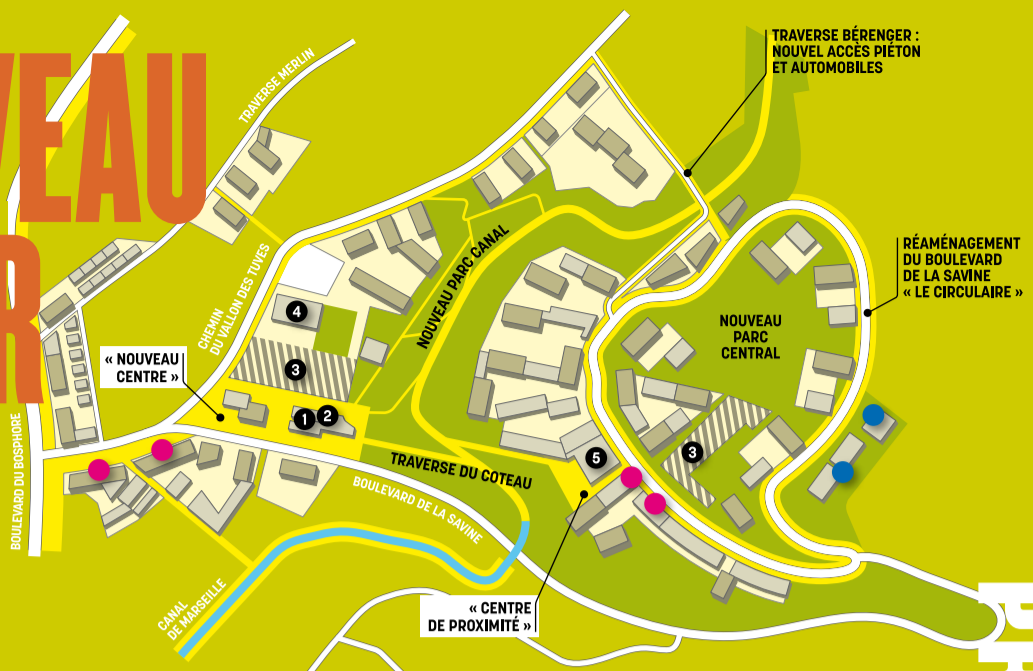 VEAU
R
TRAVERSE MERLIN
TRAVERSE BÉRENGER :
NOUVEL ACCÈS PIÉTON
ET AUTOMOBILES
RÉAMÉNAGEMENT
DU BOULEVARD
DE LA SAVINE
« LE CIRCULAIRE »
NOUVEAU PARC CANAL
CHEMIN
DU VALLON DES TUVES
NOUVEAU
PARC
CENTRAL
« NOUVEAU
CENTRE »
4
3
1
2
3
5
TRAVERSE DU COTEAU
BOULEVARD DE LA SAVINE
BOULEVARD DU BOSPHORE
CANAL
DE MARSEILLE
« CENTRE
DE PROXIMITÉ »